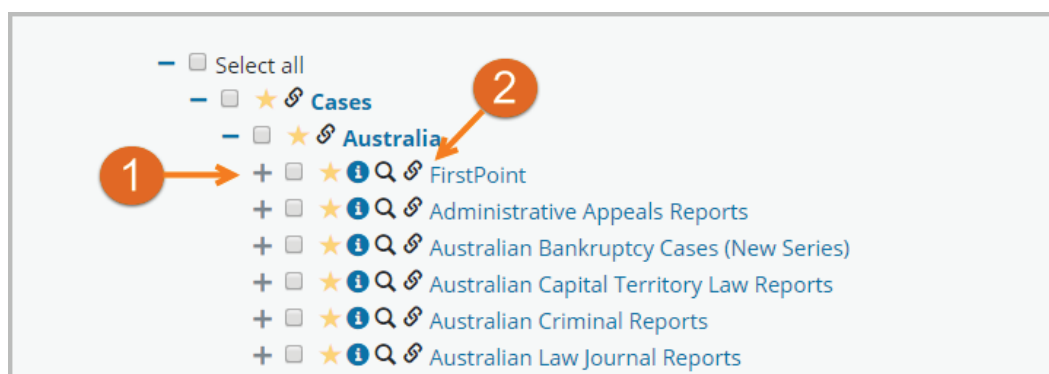 Select all
Cases
2
Australia
1
FirstPoint
Administrative Appeals Reports
Australian Bankruptcy Cases (New Series)
Australian Capital Territory Law Reports
Australian Criminal Reports
Australian Law Journal Reports